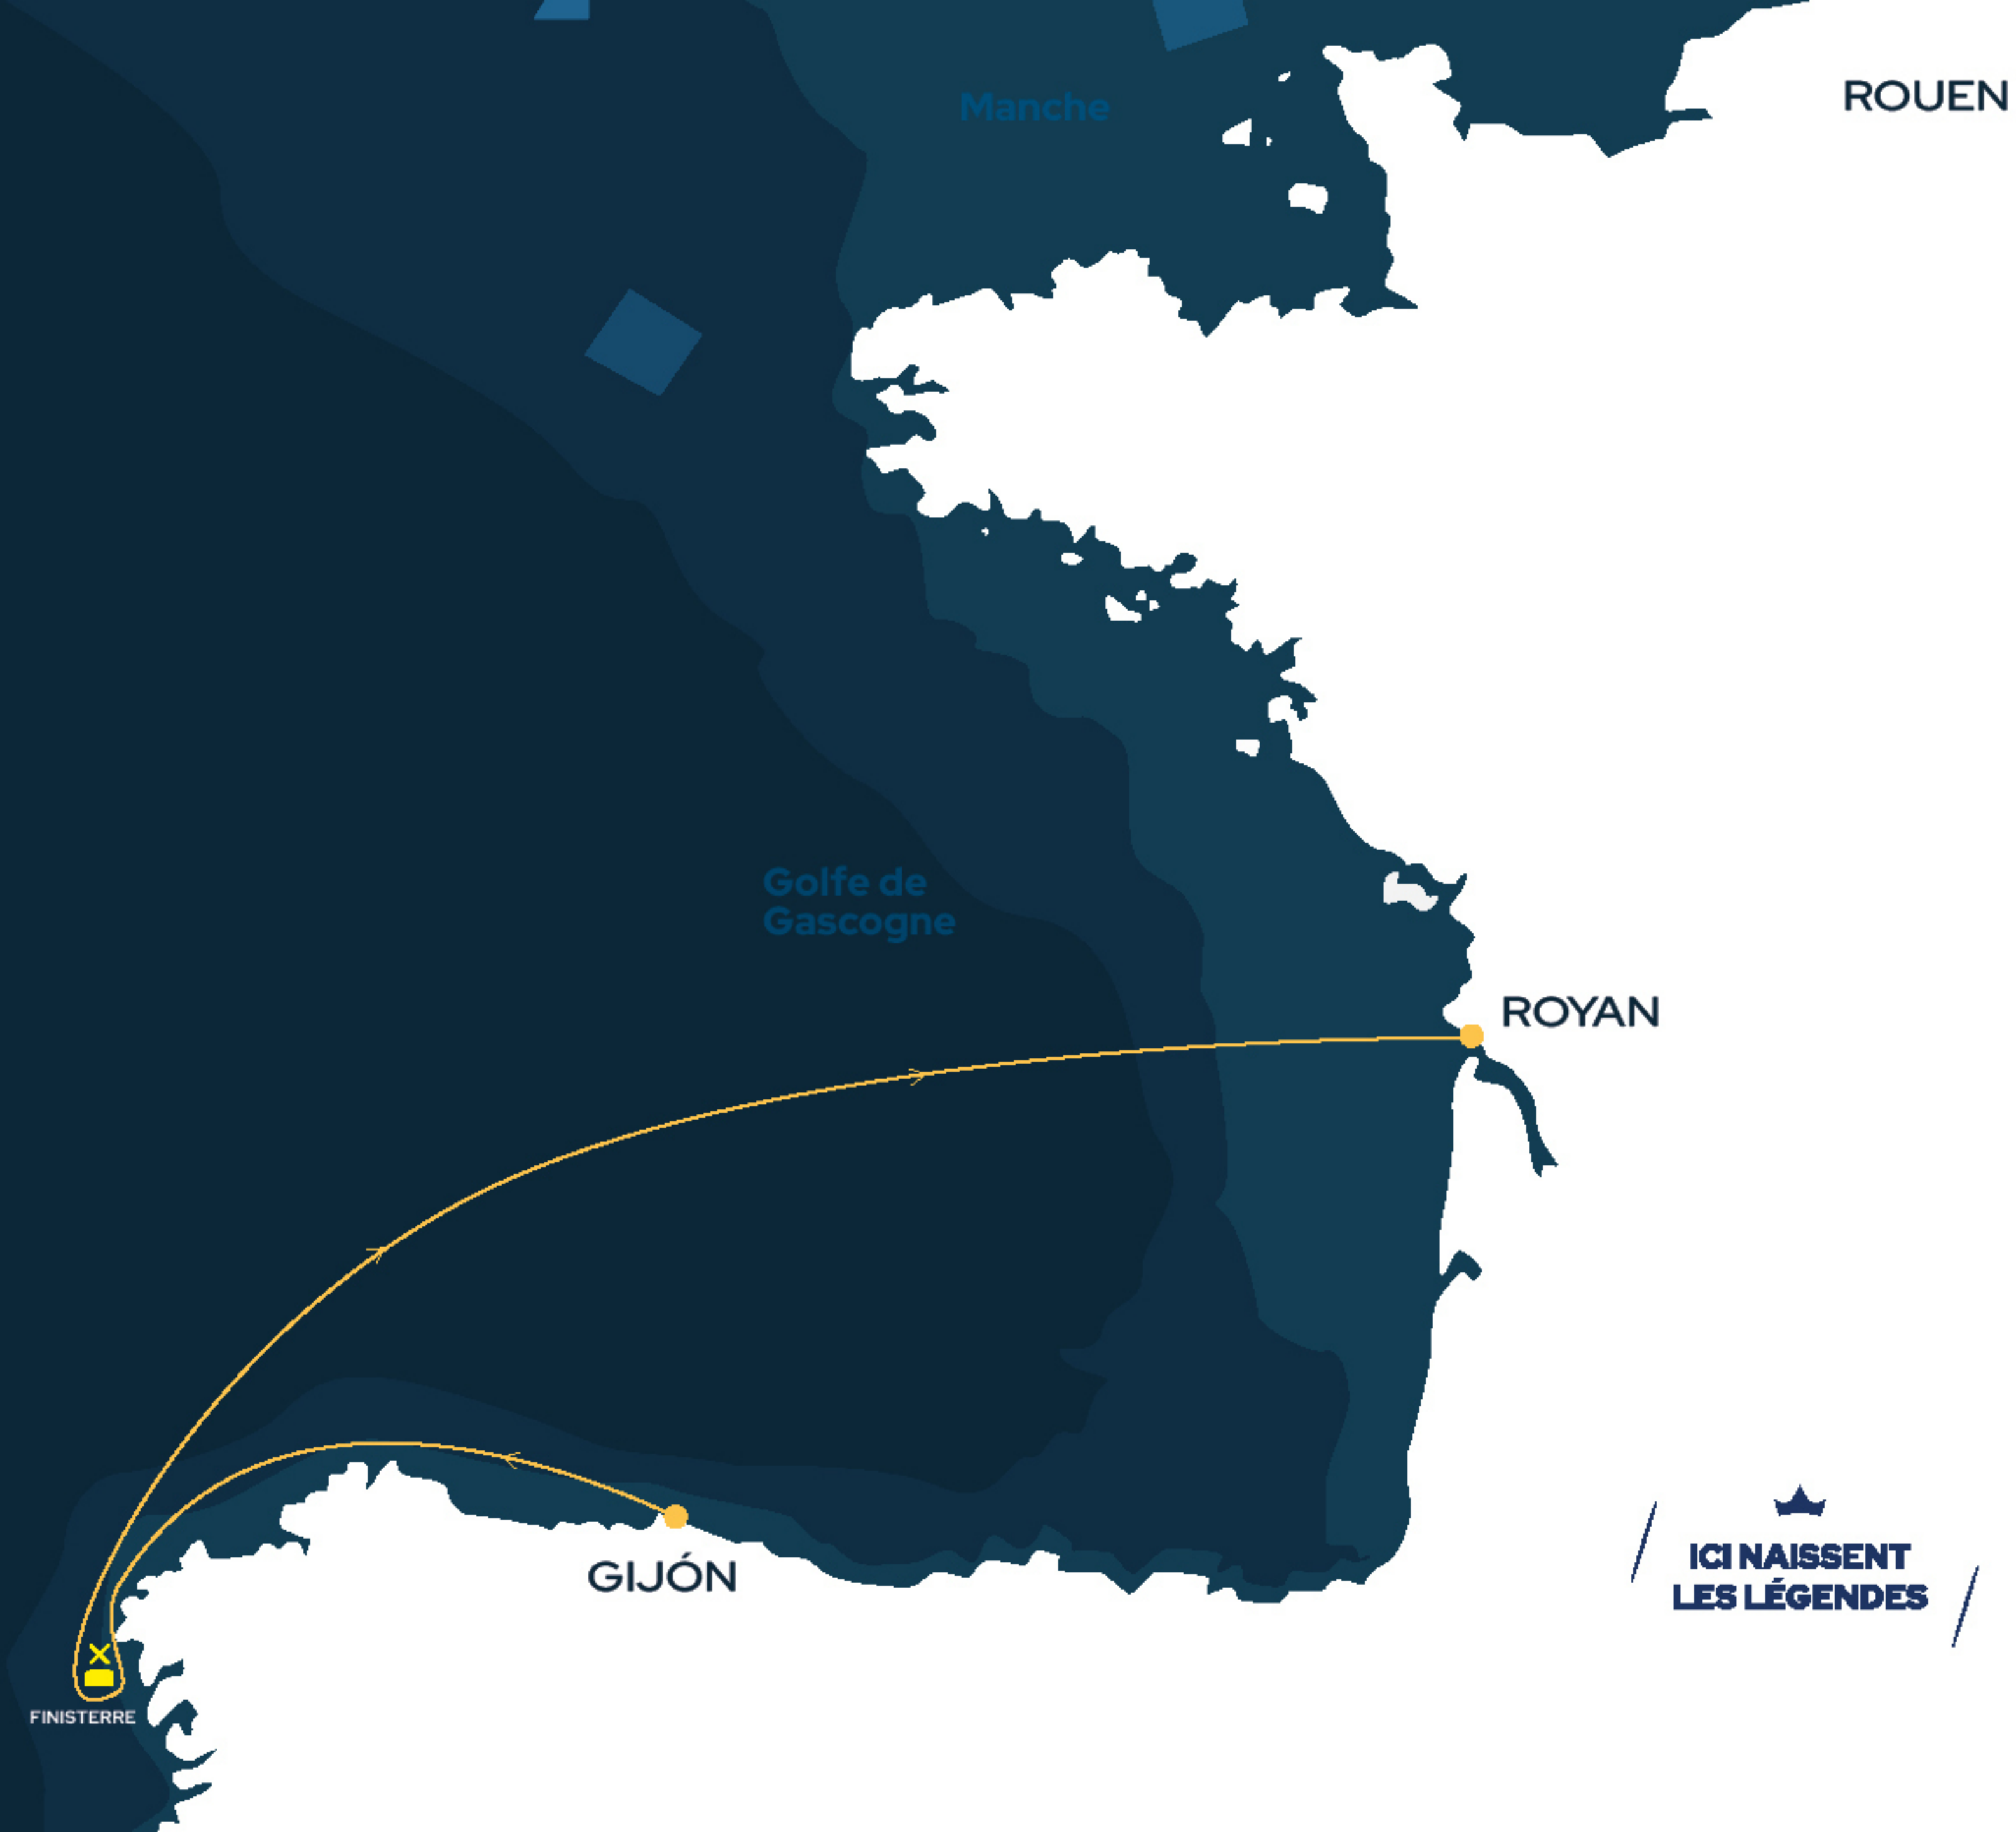 Manche
ROUEN
Golfe de
Gascogne
ROYAN
GIJÓN
ICI NAISSENT
LES LÉGENDES
FINISTERRE